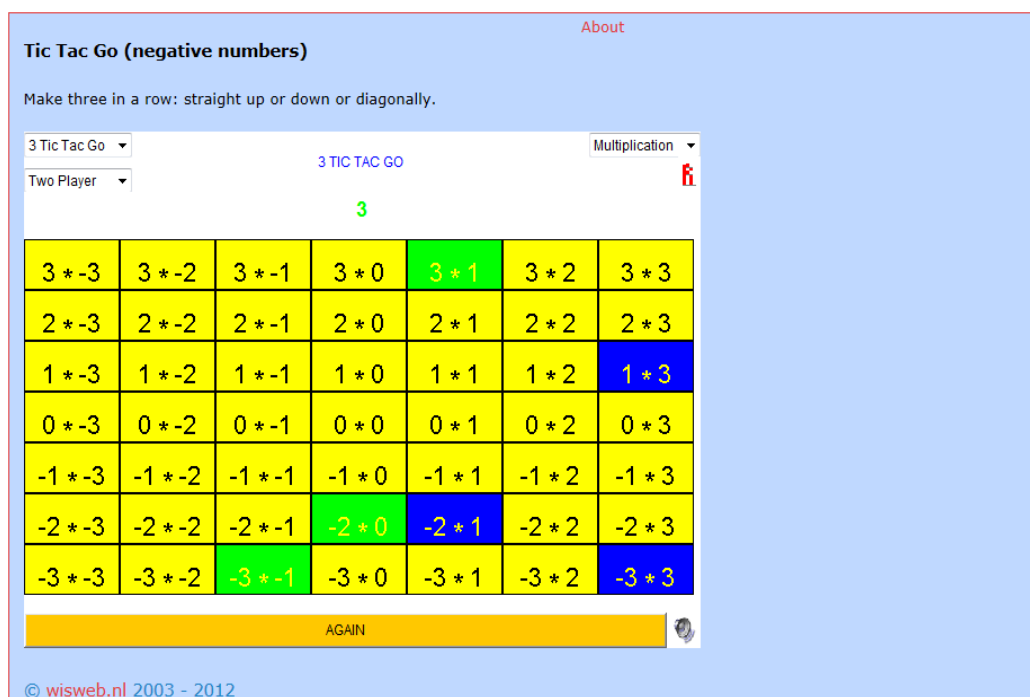 About
Tic Tac Go (negative numbers)
Make three in a row: straight up or down or diagonally.
3 Tic Tac Go
Multiplication
3 TIC TAC GO
Two Player
3
3 * -3 3 * -2 3 * -1 3 * 0 3 * 1 3 * 2 3 * 3
2 * -3 2 * -2 2 * -1 2 * 0 2 * 1 2 * 2 2 * 3
1 * -3 1 * -2 1 * -1 1 * 0 1 * 1 1 * 2 1 * 3
0 * -3 0 * -2 0 * -1 0 * 0 0 * 1 0 * 2 0 * 3
-1 * -3 -1 * -2 -1 * -1 -1 * 0 -1 * 1 -1 * 2 -1 * 3
-2 * -3 -2 * -2 -2 * -1 -2 * 0 -2 * 1 -2 * 2 -2 * 3
-3 * -3 -3 * -2 -3 * -1 -3 * 0 -3 * 1 -3 * 2 -3 * 3
AGAIN
© wisweb.nl 2003 - 2012